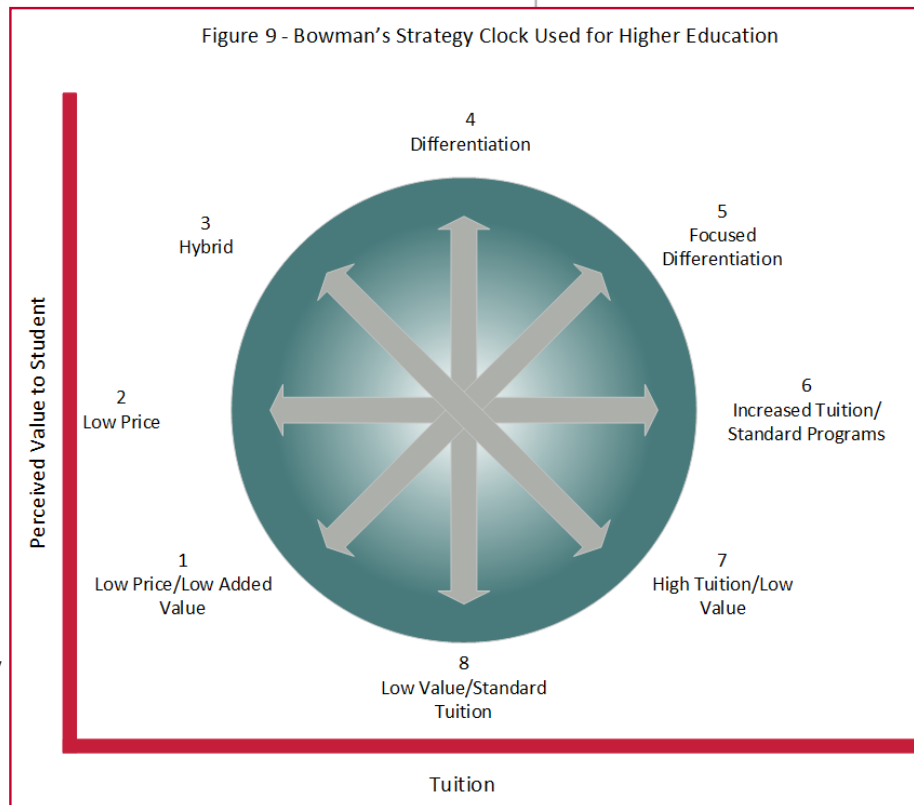 Figure 9 - Bowman's Strategy Clock Used for Higher Education
4
Differentiation
3
Hybrid
5
Focused
Differentiation
Perceived Value to Student
2
Low Price
6
Increased Tuition/
Standard Programs
1
Low Price/Low Added
Value
7
High Tuition/Low
Value
8
Low Value/Standard
Tuition
Tuition